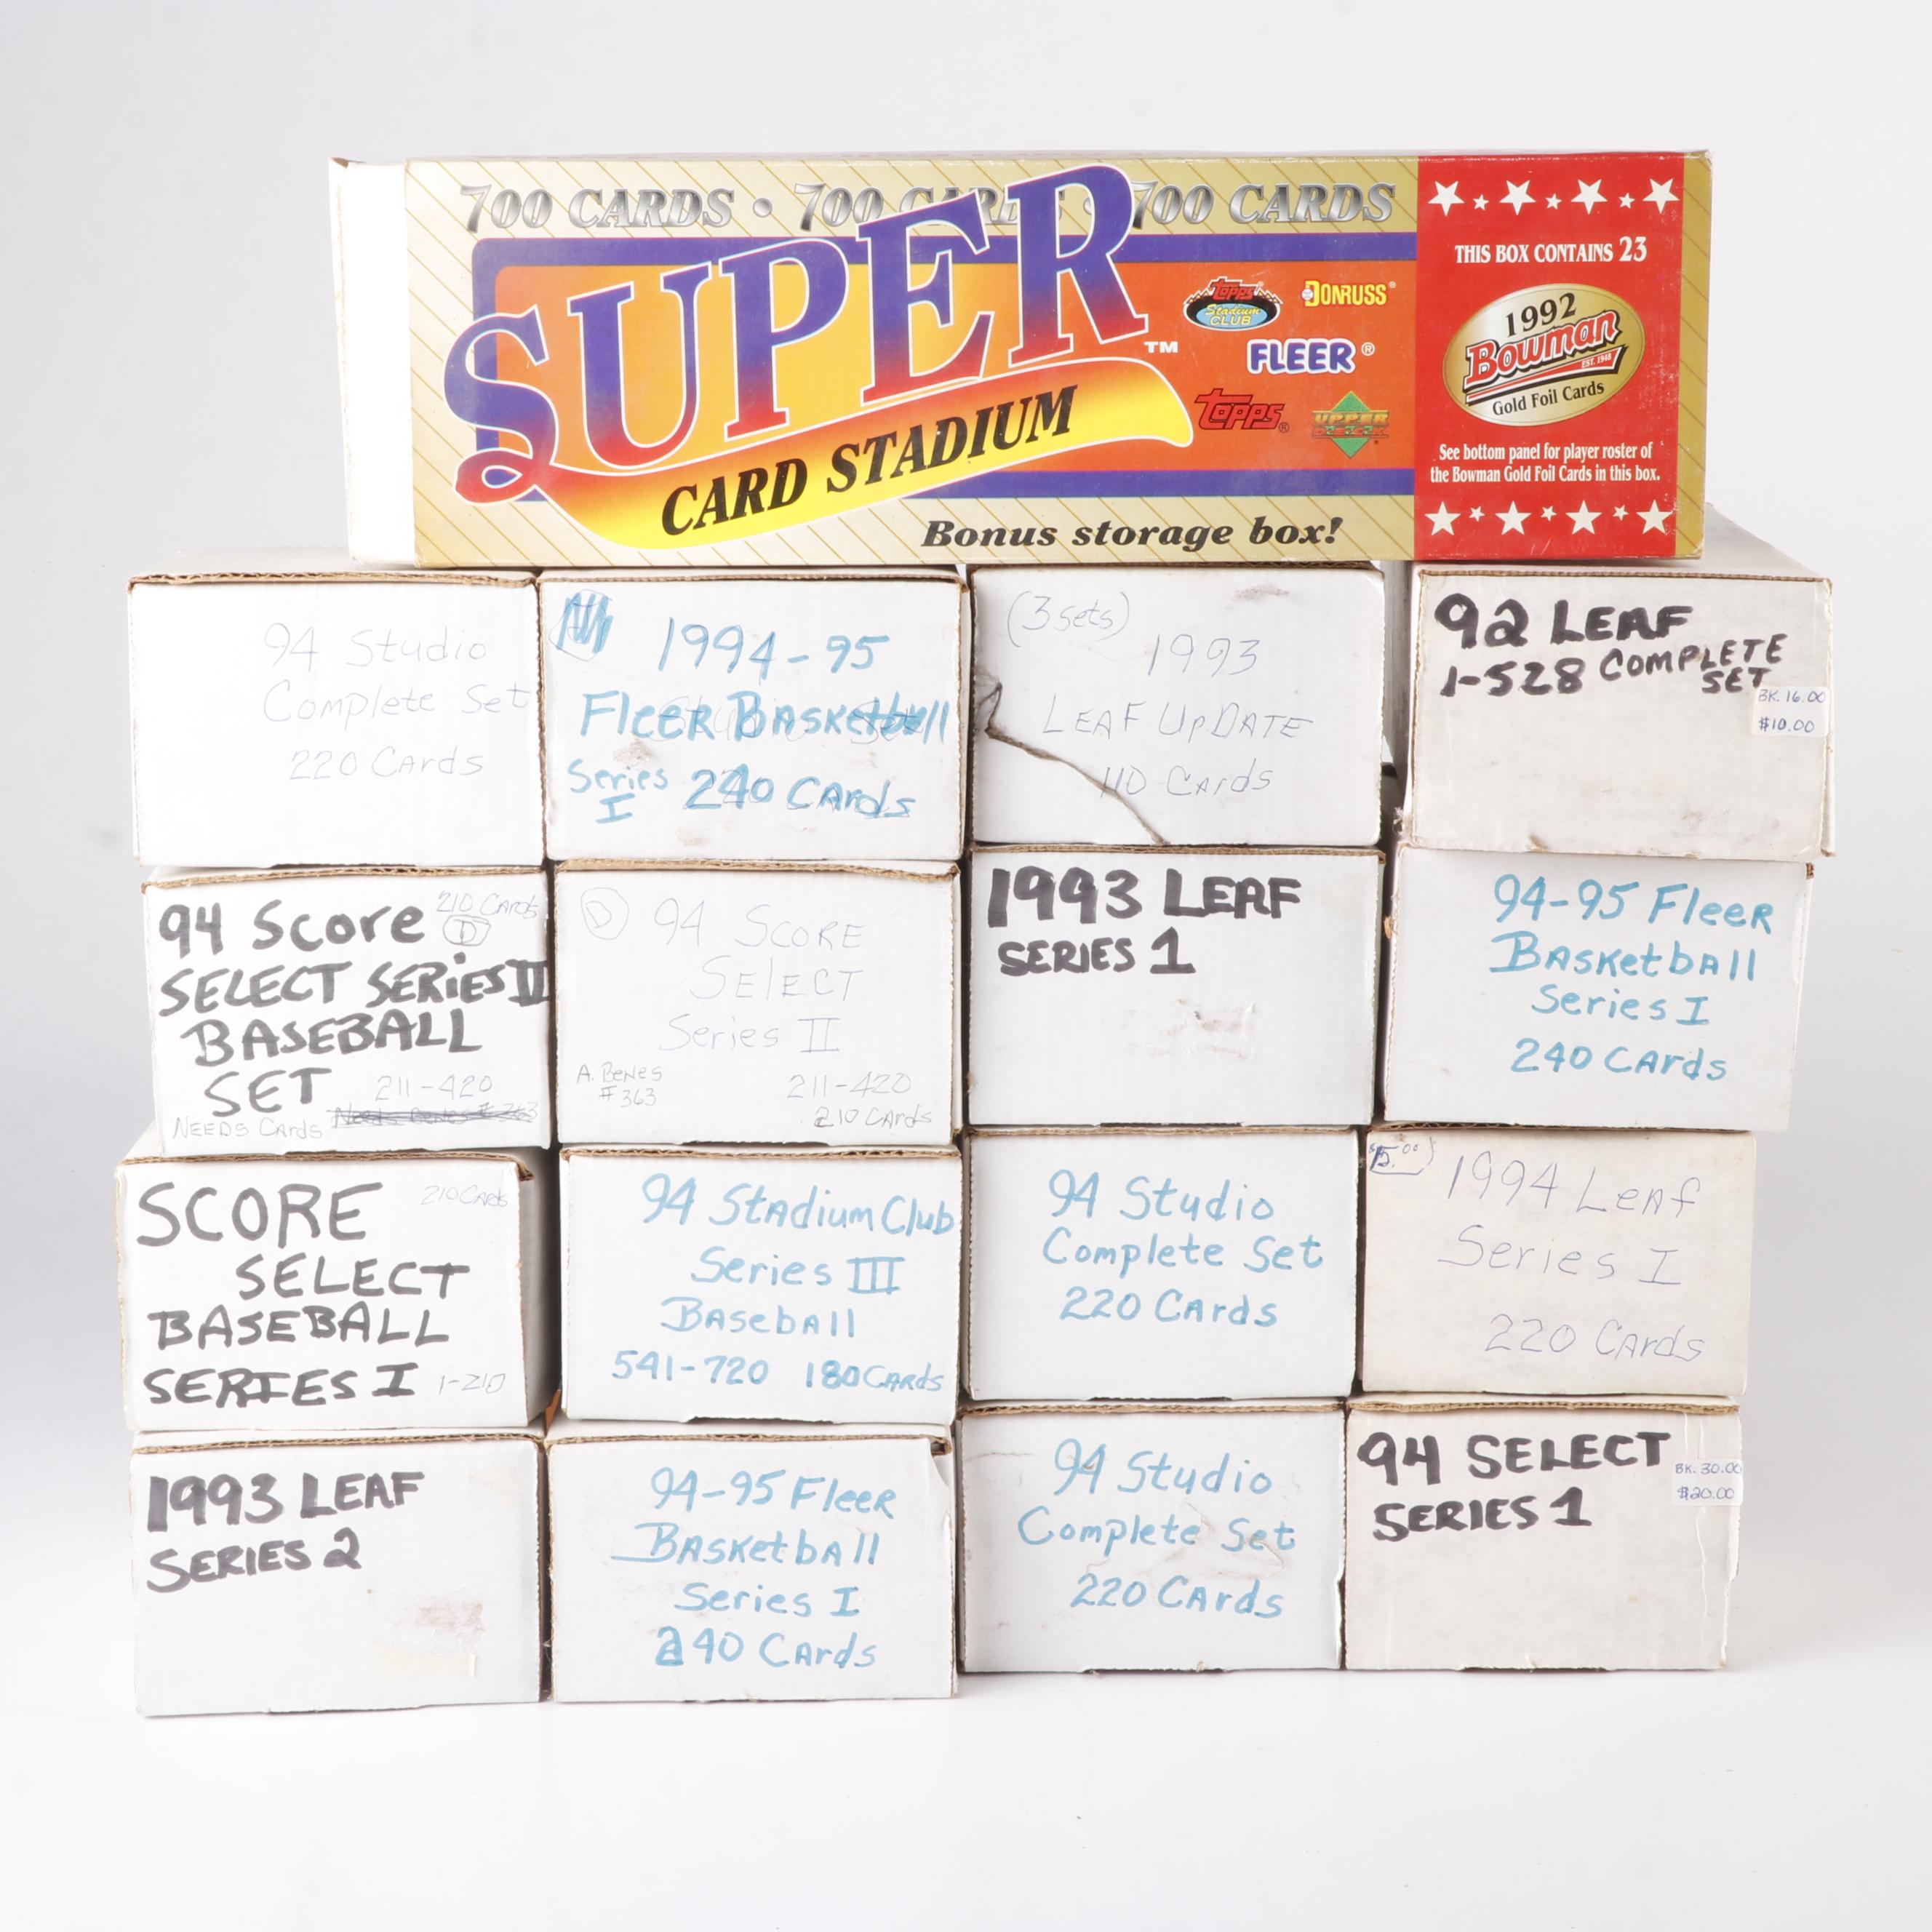 700 CARDS • 700 CARDS • 700 CARDS
SUPER™
CARD STADIUM
Bonus storage box!
Topps
Stadium
CLUB
DONRUSS®
FLEER®
TOPPS®
UPPER
DECK
THIS BOX CONTAINS 23
1992
Bowman
EST. 1948
Gold Foil Cards
See bottom panel for player roster of
the Bowman Gold Foil Cards in this box.
94 Studio
Complete Set
220 Cards
1994-95
Fleer Basketball
Series
I
240 Cards
(3 sets)
1993
LEAF UpDATE
110 Cards
92 LEAF
1-528 COMPLETE
SET
BK. 16.00
$10.00
94 Score
210 Cards
D
SELECT SERIES II
BASEBALL
SET
211-420
NEEDS Cards
D
94 SCORE
SELECT
Series II
A. Benes
#363
211-420
210 Cards
1993 LEAF
SERIES 1
94-95 Fleer
Basketball
Series I
240 Cards
SCORE
210 Cards
SELECT
BASEBALL
SERIES I
1-210
94 Stadium Club
Series III
Baseball
541-720 180 Cards
94 Studio
Complete Set
220 Cards
$5.00
1994 Leaf
Series I
220 Cards
1993 LEAF
SERIES 2
94-95 Fleer
Basketball
Series I
240 Cards
94 Studio
Complete Set
220 Cards
94 SELECT
SERIES 1
BK. 30.00
$20.00